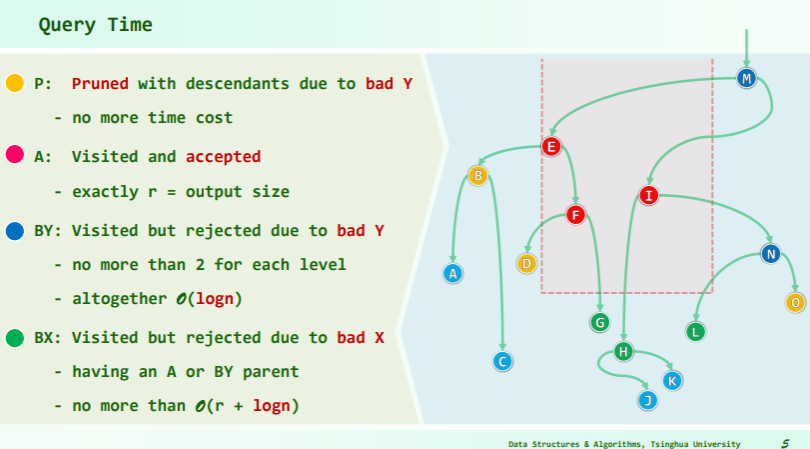 Query Time
P: Pruned with descendants due to bad Y
- no more time cost
A: Visited and accepted
- exactly r = output size
BY: Visited but rejected due to bad Y
- no more than 2 for each level
- altogether O(logn)
BX: Visited but rejected due to bad X
- having an A or BY parent
- no more than O(r + logn)
M
E
B
I
F
N
D
A
O
G
L
H
C
K
J
Data Structures & Algorithms, Tsinghua University 5